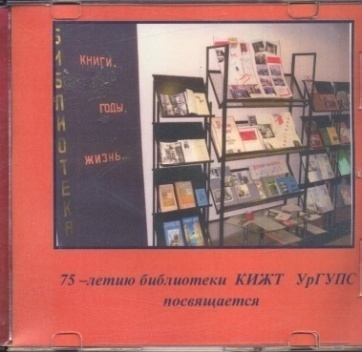 БИБЛИОТЕКА
КНИГИ.
ГОДЫ.
ЖИЗНЬ...
75 –летию библиотеки КИЖТ УрГУПС
посвящается